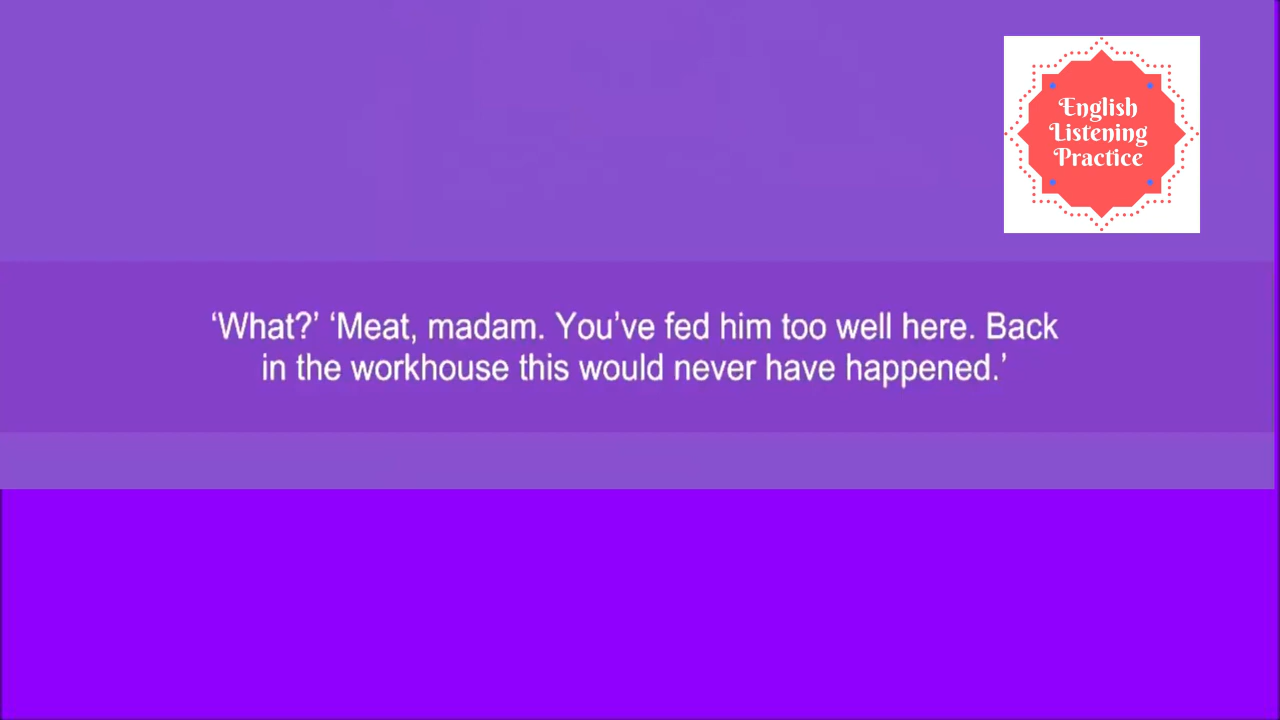 English
Listening
Practice
‘What?’ ‘Meat, madam. You’ve fed him too well here. Back
in the workhouse this would never have happened.’